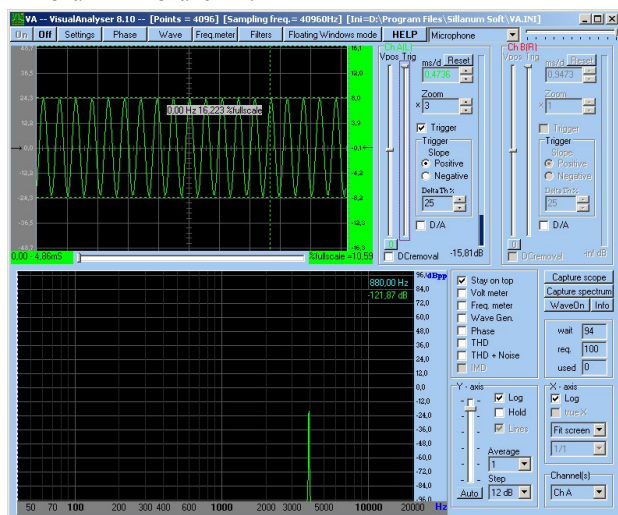 VA -- VisualAnalyser 8.10 -- [Points = 4096] [Sampling freq.= 40960Hz] [Ini=D:\Program Files\Sillanum Soft\VA.INI]
On Off Settings Phase Wave Freq.meter Filters Floating Windows mode HELP Microphone
Ch A(L)
Vpos Trig ms/d Reset
0,4736
Zoom
× 3
Trigger
Trigger
Slope
Positive
Negative
Delta Th %
25
D/A
0
DCremoval -15,81dB
Ch B(R)
Vpos Trig ms/d Reset
0,9473
Zoom
× 1
Trigger
Trigger
Slope
Positive
Negative
Delta Th %
25
D/A
0
DCremoval -inf dB
40,7 16,1
36,5 12,3
24,3 8,0
12,2 3,9
0,00 Hz 16,223 %fullscale
0,0 -0,1
-12,2 -4,2
-24,3 -8,2
-36,5 -12,3
-48,7 -16,3
0,00 - 4,86mS %fullscale =10,59
880,00 Hz
-121,87 dB
96,/dBpp
84,0
72,0
60,0
48,0
36,0
24,0
12,0
0,0
-12,0
-24,0
-36,0
-48,0
-60,0
-72,0
-84,0
-96,0
50 70 100 200 300 400 600 1000 2000 3000 5000 10000 20000 Hz
Stay on top
Volt meter
Freq. meter
Wave Gen.
Phase
THD
THD + Noise
IMD
Capture scope
Capture spectrum
WaveOn Info
wait 94
req. 100
used 0
Y - axis
Log
Hold
Lines
Average
1
Step
Auto 12 dB
X - axis
Log
true X
Fit screen
1/1
Channel(s)
Ch A